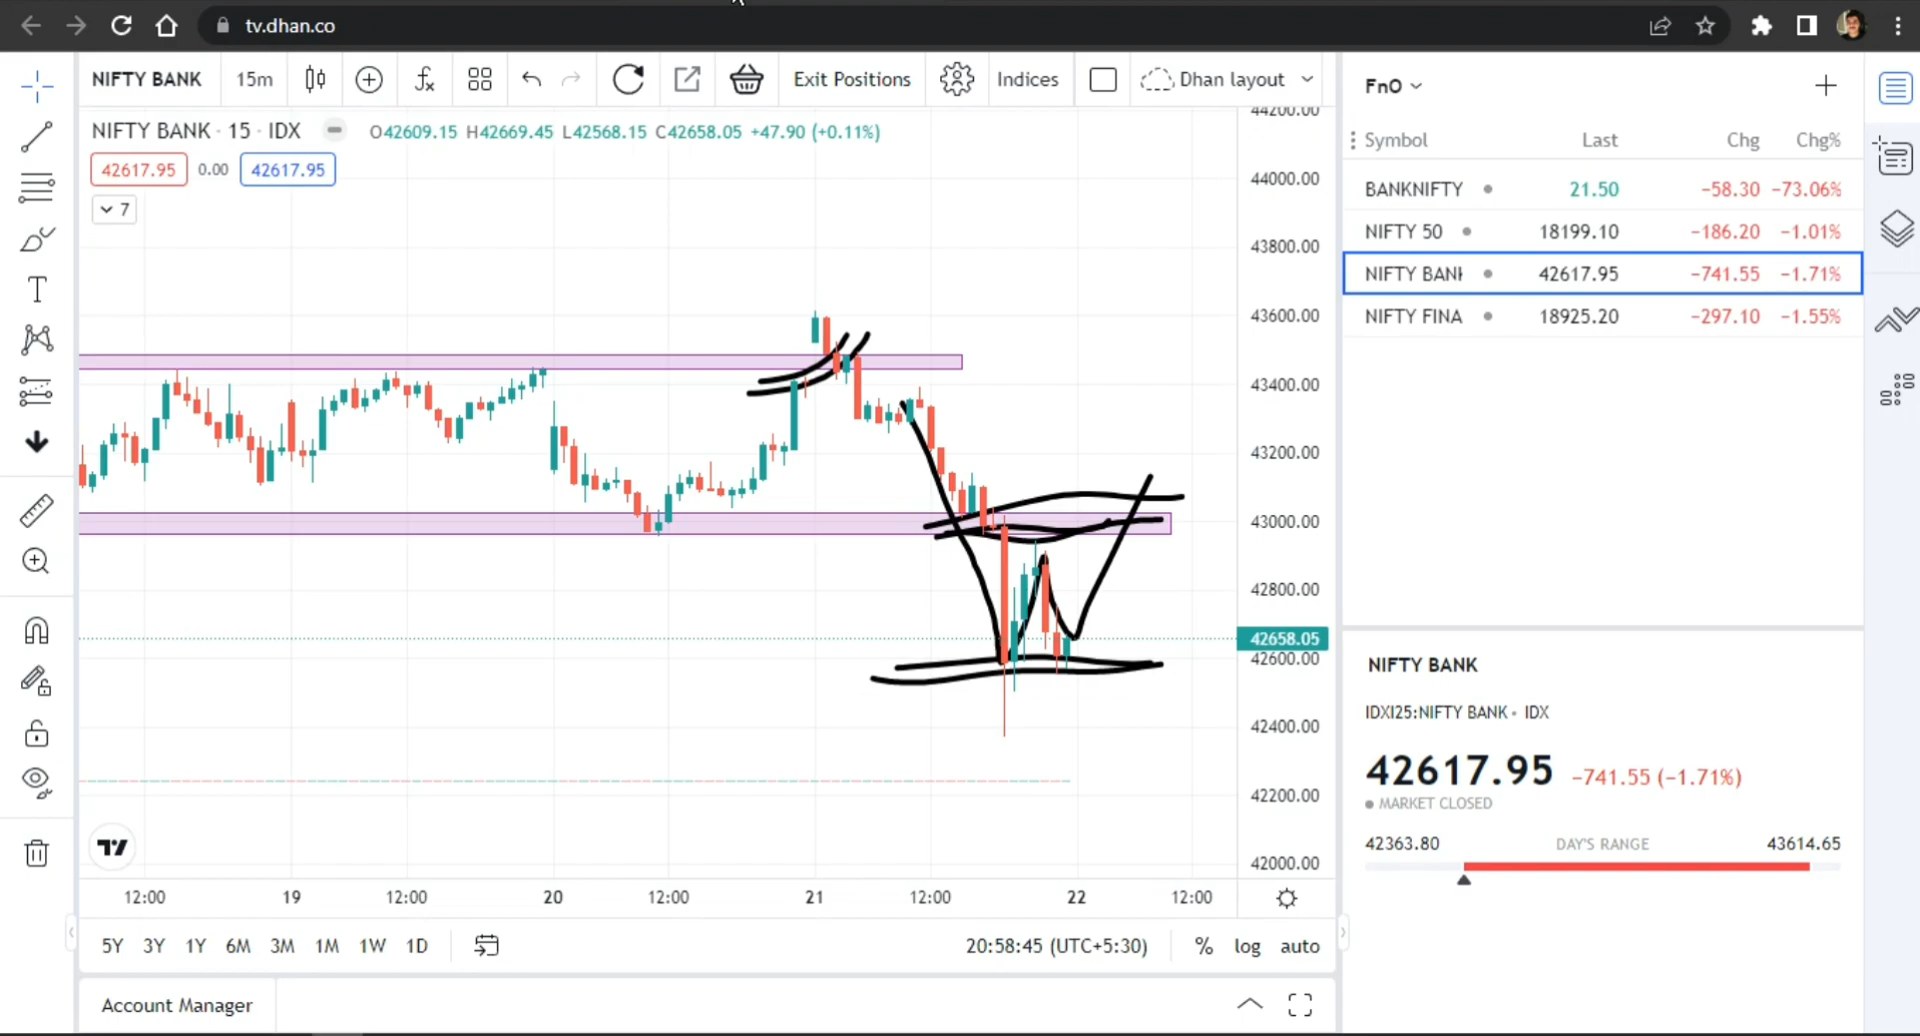 tv.dhan.co
NIFTY BANK 15m Exit Positions Indices Dhan layout
NIFTY BANK · 15 · IDX O42609.15 H42669.45 L42568.15 C42658.05 +47.90 (+0.11%)
42617.95 0.00 42617.95
7
44200.00
44000.00
43800.00
43600.00
43400.00
43200.00
43000.00
42800.00
42658.05
42600.00
42400.00
42200.00
42000.00
12:00 19 12:00 20 12:00 21 12:00 22 12:00
5Y 3Y 1Y 6M 3M 1M 1W 1D 20:58:45 (UTC+5:30) % log auto
Account Manager
FnO
Symbol Last Chg Chg%
BANKNIFTY 21.50 −58.30 −73.06%
NIFTY 50 18199.10 −186.20 −1.01%
NIFTY BANK 42617.95 −741.55 −1.71%
NIFTY FINA 18925.20 −297.10 −1.55%
NIFTY BANK
IDXI25:NIFTY BANK • IDX
42617.95 −741.55 (−1.71%)
MARKET CLOSED
42363.80 DAY'S RANGE 43614.65